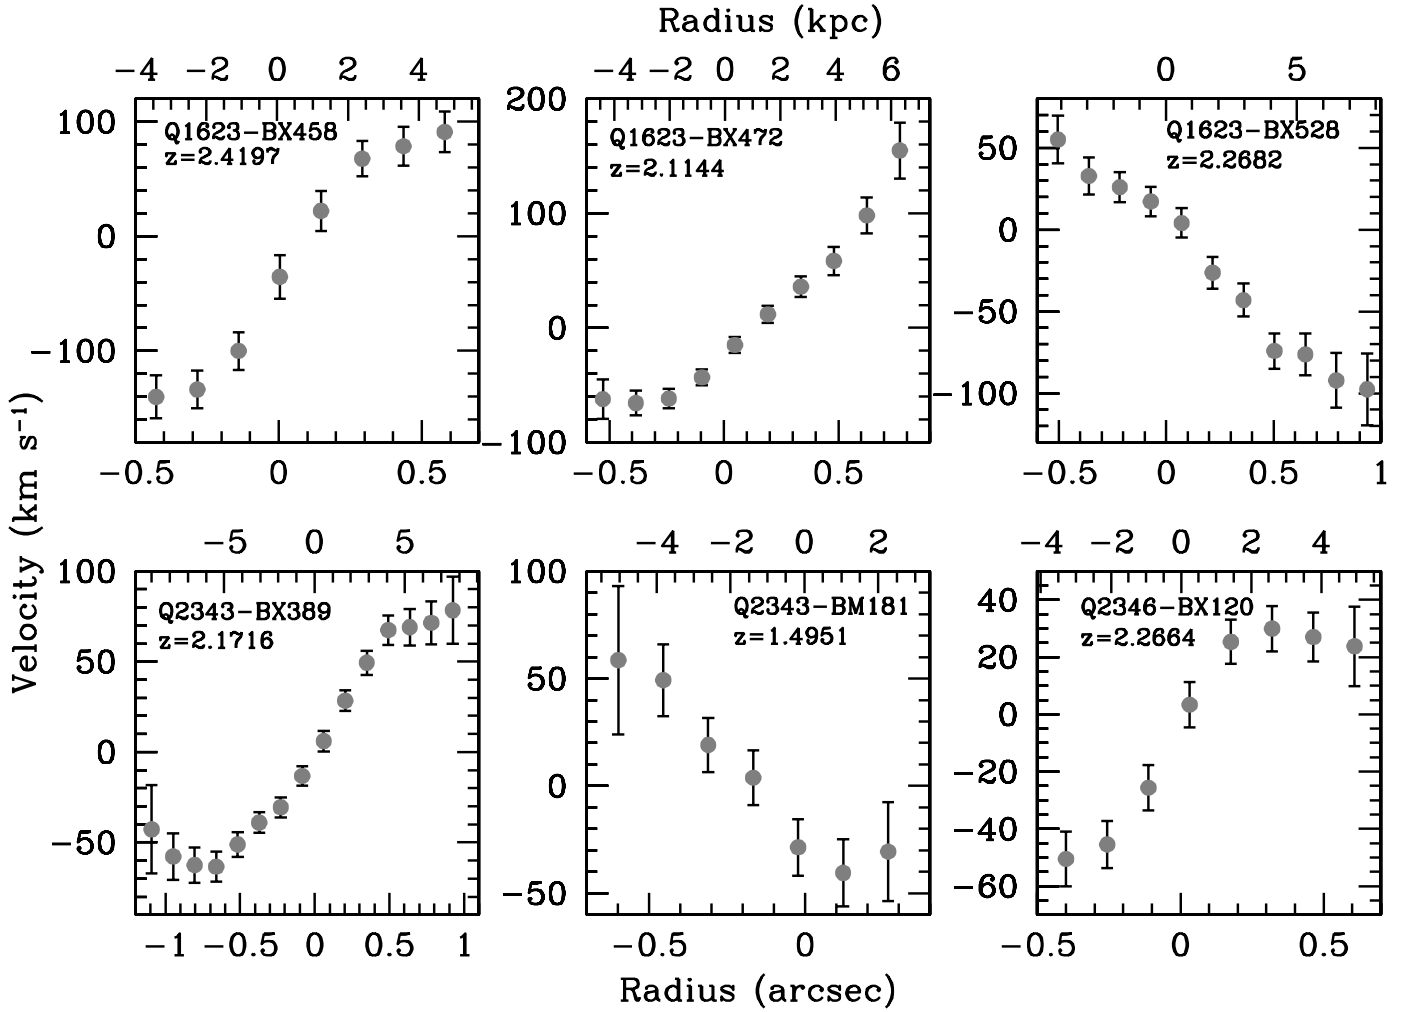 Radius (kpc)
−4 −2 0 2 4
−4 −2 0 2 4 6
0 5
100
0
−100
Q1623−BX458
z=2.4197
−0.5 0 0.5
200
100
0
−100
Q1623−BX472
z=2.1144
−0.5 0 0.5
50
0
−50
−100
Q1623−BX528
z=2.2682
−0.5 0 0.5 1
Velocity (km s⁻¹)
−5 0 5
−4 −2 0 2
−4 −2 0 2 4
100
50
0
−50
Q2343−BX389
z=2.1716
−1 −0.5 0 0.5 1
100
50
0
−50
Q2343−BM181
z=1.4951
−0.5 0
40
20
0
−20
−40
−60
Q2346−BX120
z=2.2664
−0.5 0 0.5
Radius (arcsec)